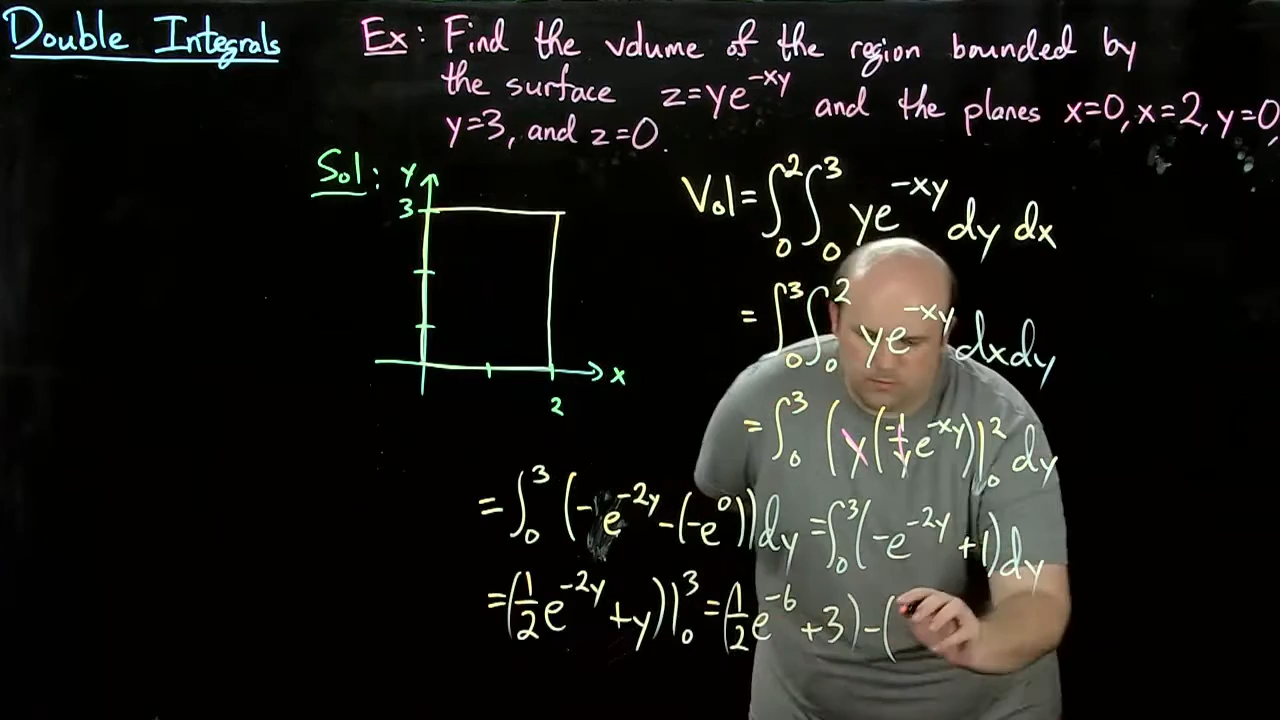 Double Integrals
Ex: Find the volume of the region bounded by
the surface z=ye^{-xy} and the planes x=0, x=2, y=0,
y=3, and z=0.
Sol:
y
3
x
2
Vol = ∫_0^2 ∫_0^3 ye^{-xy} dy dx
= ∫_0^3 ∫_0^2 ye^{-xy} dx dy
= ∫_0^3 (y(-1/y e^{-xy})|_0^2 dy
= ∫_0^3 (-e^{-2y} - (-e^0)) dy = ∫_0^3 (-e^{-2y} + 1) dy
= (1/2 e^{-2y} + y)|_0^3 = (1/2 e^{-6} + 3) - (